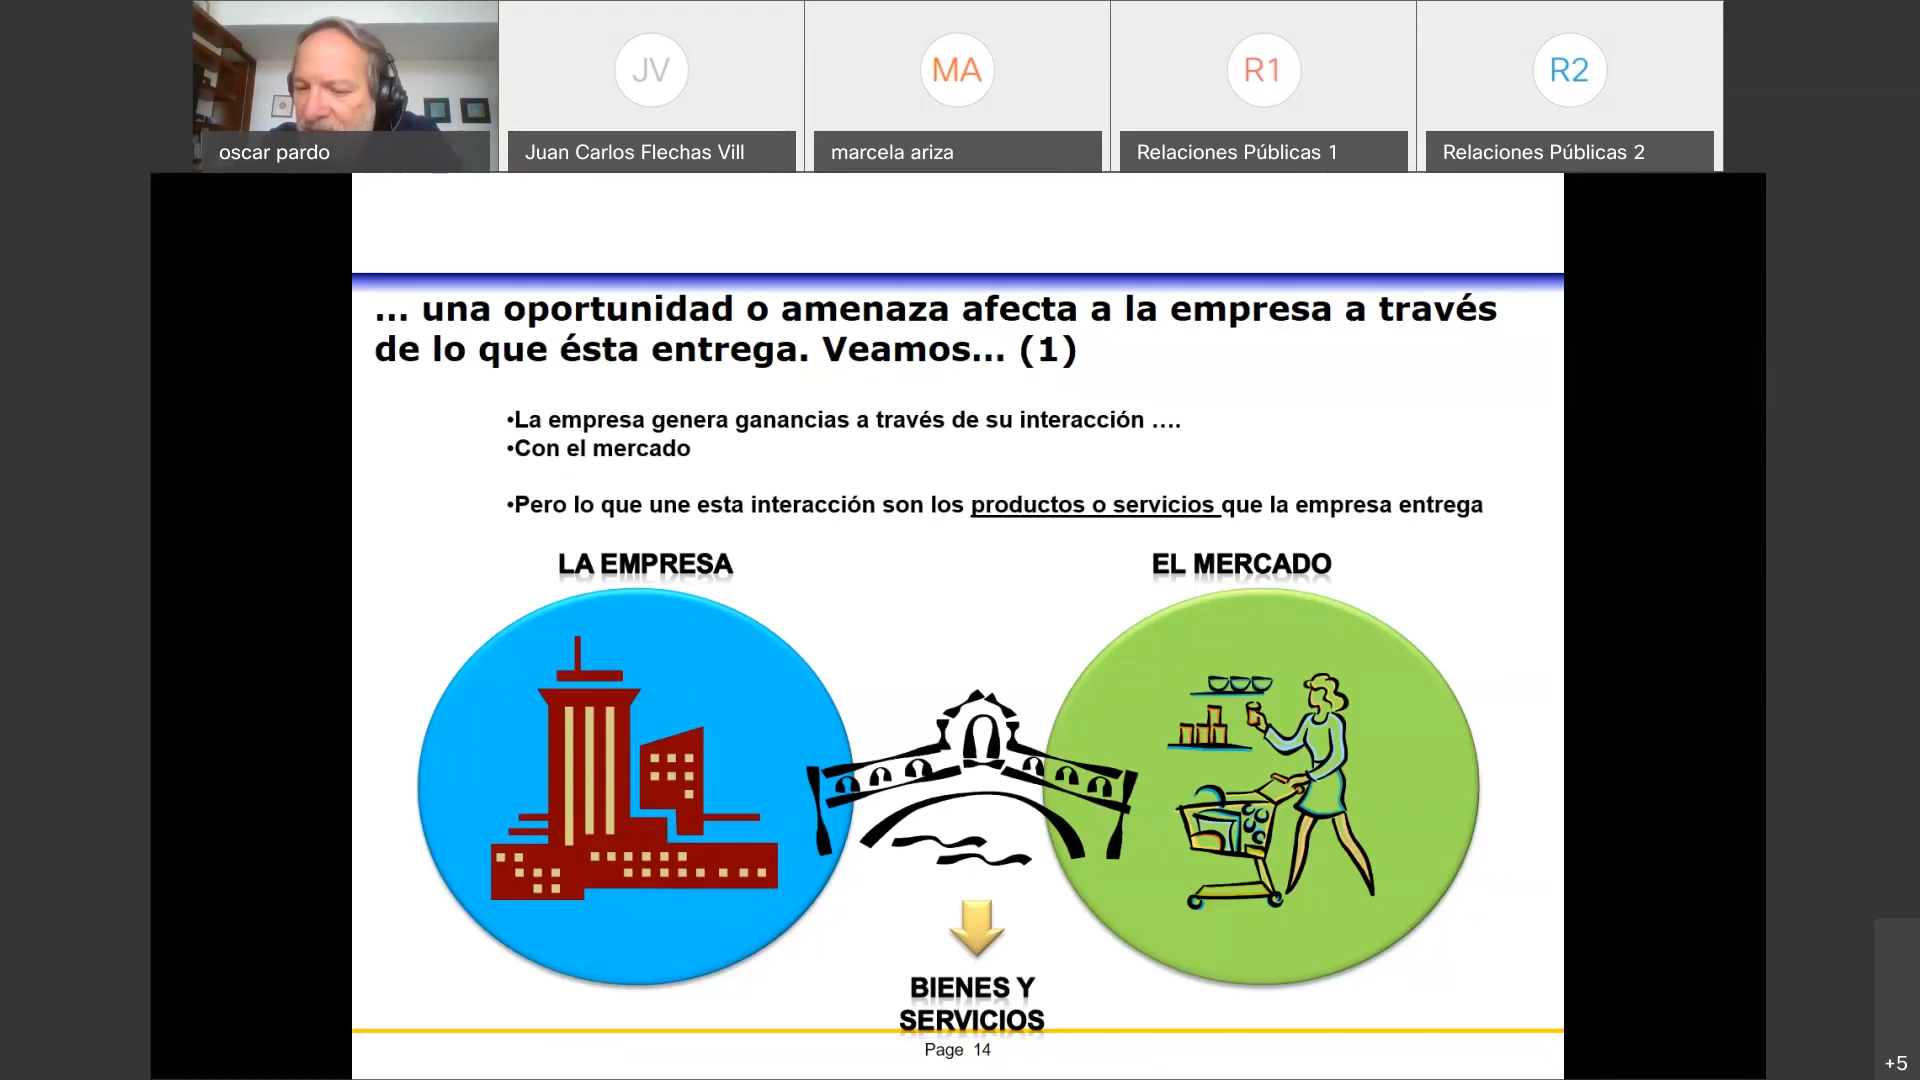 JV
MA
R1
R2
oscar pardo
Juan Carlos Flechas Vill
marcela ariza
Relaciones Públicas 1
Relaciones Públicas 2
... una oportunidad o amenaza afecta a la empresa a través
de lo que ésta entrega. Veamos... (1)
•La empresa genera ganancias a través de su interacción ....
•Con el mercado
•Pero lo que une esta interacción son los productos o servicios que la empresa entrega
LA EMPRESA
EL MERCADO
BIENES Y
SERVICIOS
Page 14
+5